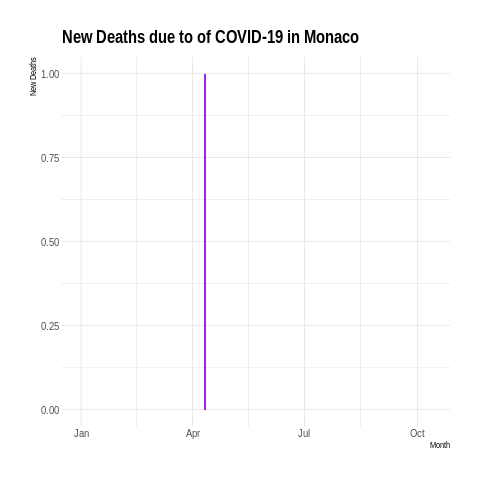 New Deaths due to of COVID-19 in Monaco
New Deaths
1.00
0.75
0.50
0.25
0.00
Jan Apr Jul Oct
Month